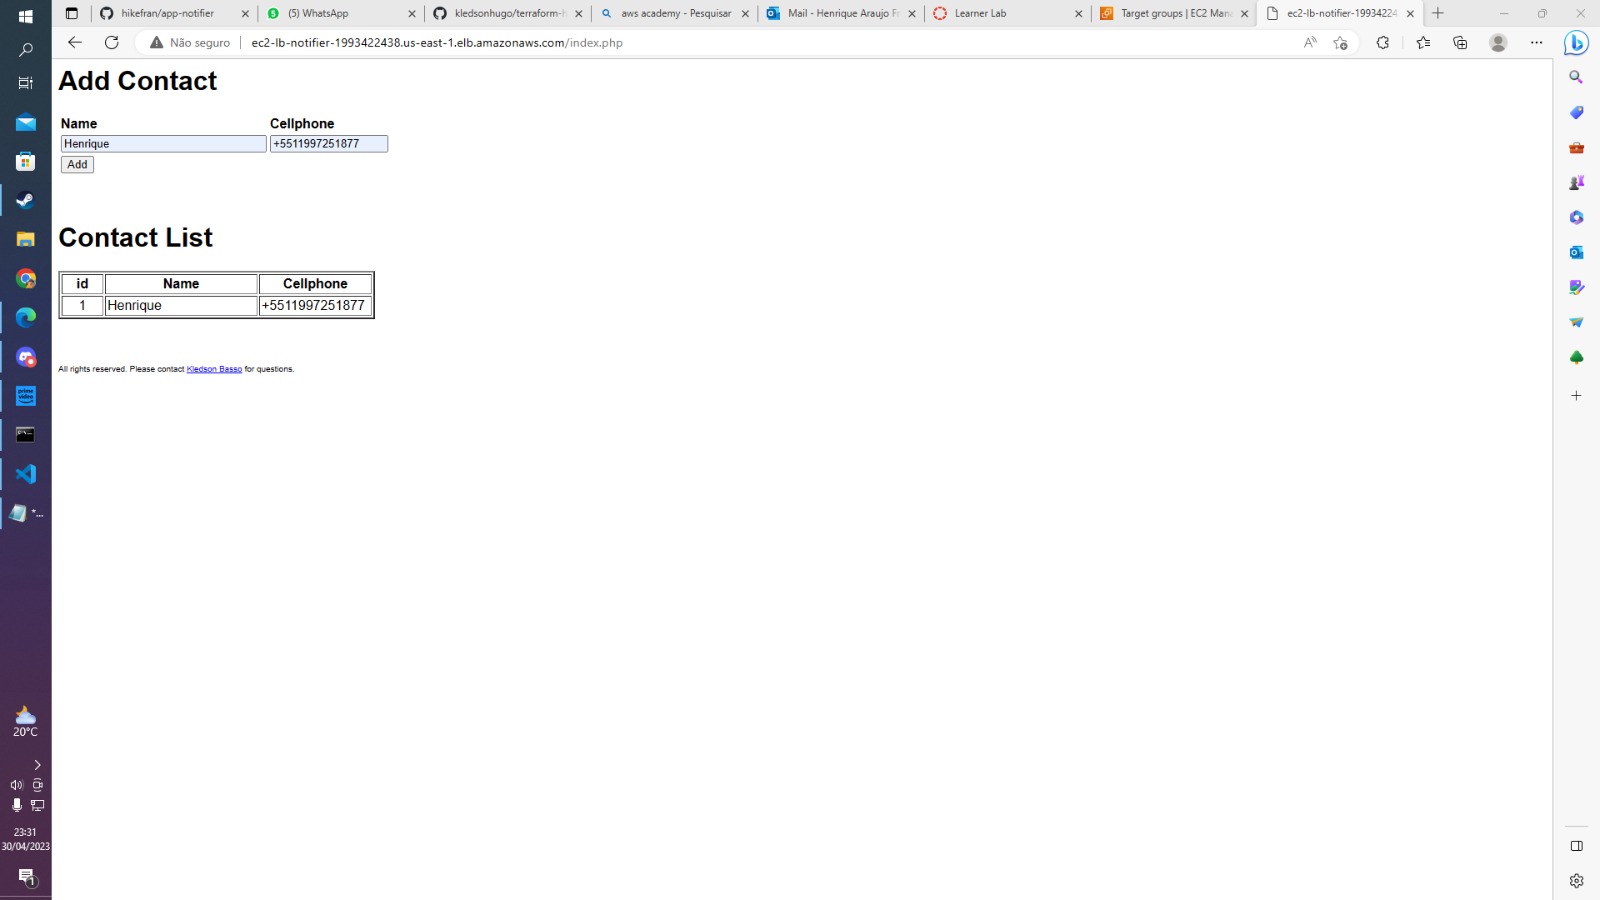 hikefran/app-notifier
(5) WhatsApp
kledsonhugo/terraform-h
aws academy - Pesquisar
Mail - Henrique Araujo Fr
Learner Lab
Target groups | EC2 Mana
ec2-lb-notifier-19934224
Não seguro
ec2-lb-notifier-1993422438.us-east-1.elb.amazonaws.com/index.php
Add Contact
Name Cellphone
Henrique +5511997251877
Add
Contact List
id Name Cellphone
1 Henrique +5511997251877
All rights reserved. Please contact Kledson Basso for questions.
prime video
*...
20°C
23:31
30/04/2023
1